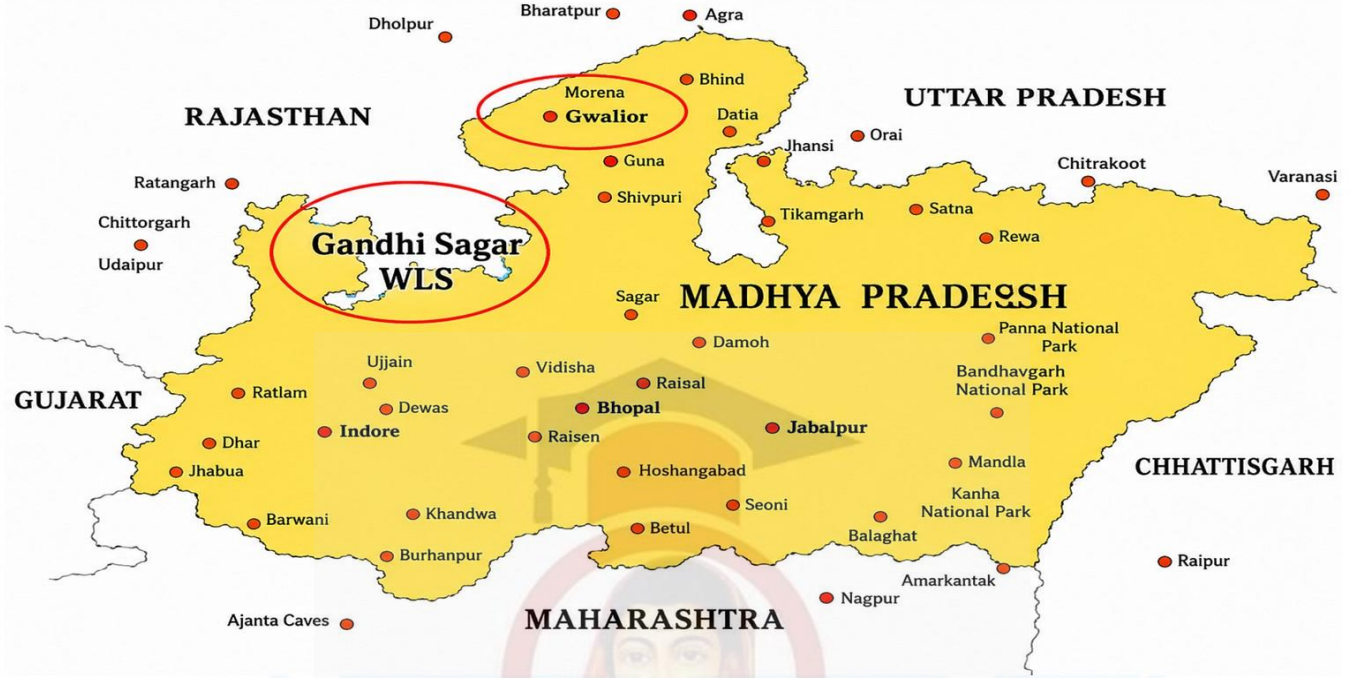 Bharatpur
Agra
Dholpur
Bhind
Morena
Gwalior
UTTAR PRADESH
RAJASTHAN
Datia
Orai
Jhansi
Guna
Chitrakoot
Varanasi
Ratangarh
Shivpuri
Satna
Tikamgarh
Chittorgarh
Rewa
Udaipur
Gandhi Sagar
WLS
Sagar
MADHYA PRADESH
Panna National
Park
Damoh
Ujjain
Vidisha
Bandhavgarh
National Park
Raisal
Ratlam
GUJARAT
Dewas
Bhopal
Indore
Jabalpur
Raisen
Dhar
Mandla
CHHATTISGARH
Jhabua
Hoshangabad
Kanha
National Park
Seoni
Khandwa
Barwani
Betul
Balaghat
Burhanpur
Raipur
Amarkantak
Nagpur
Ajanta Caves
MAHARASHTRA